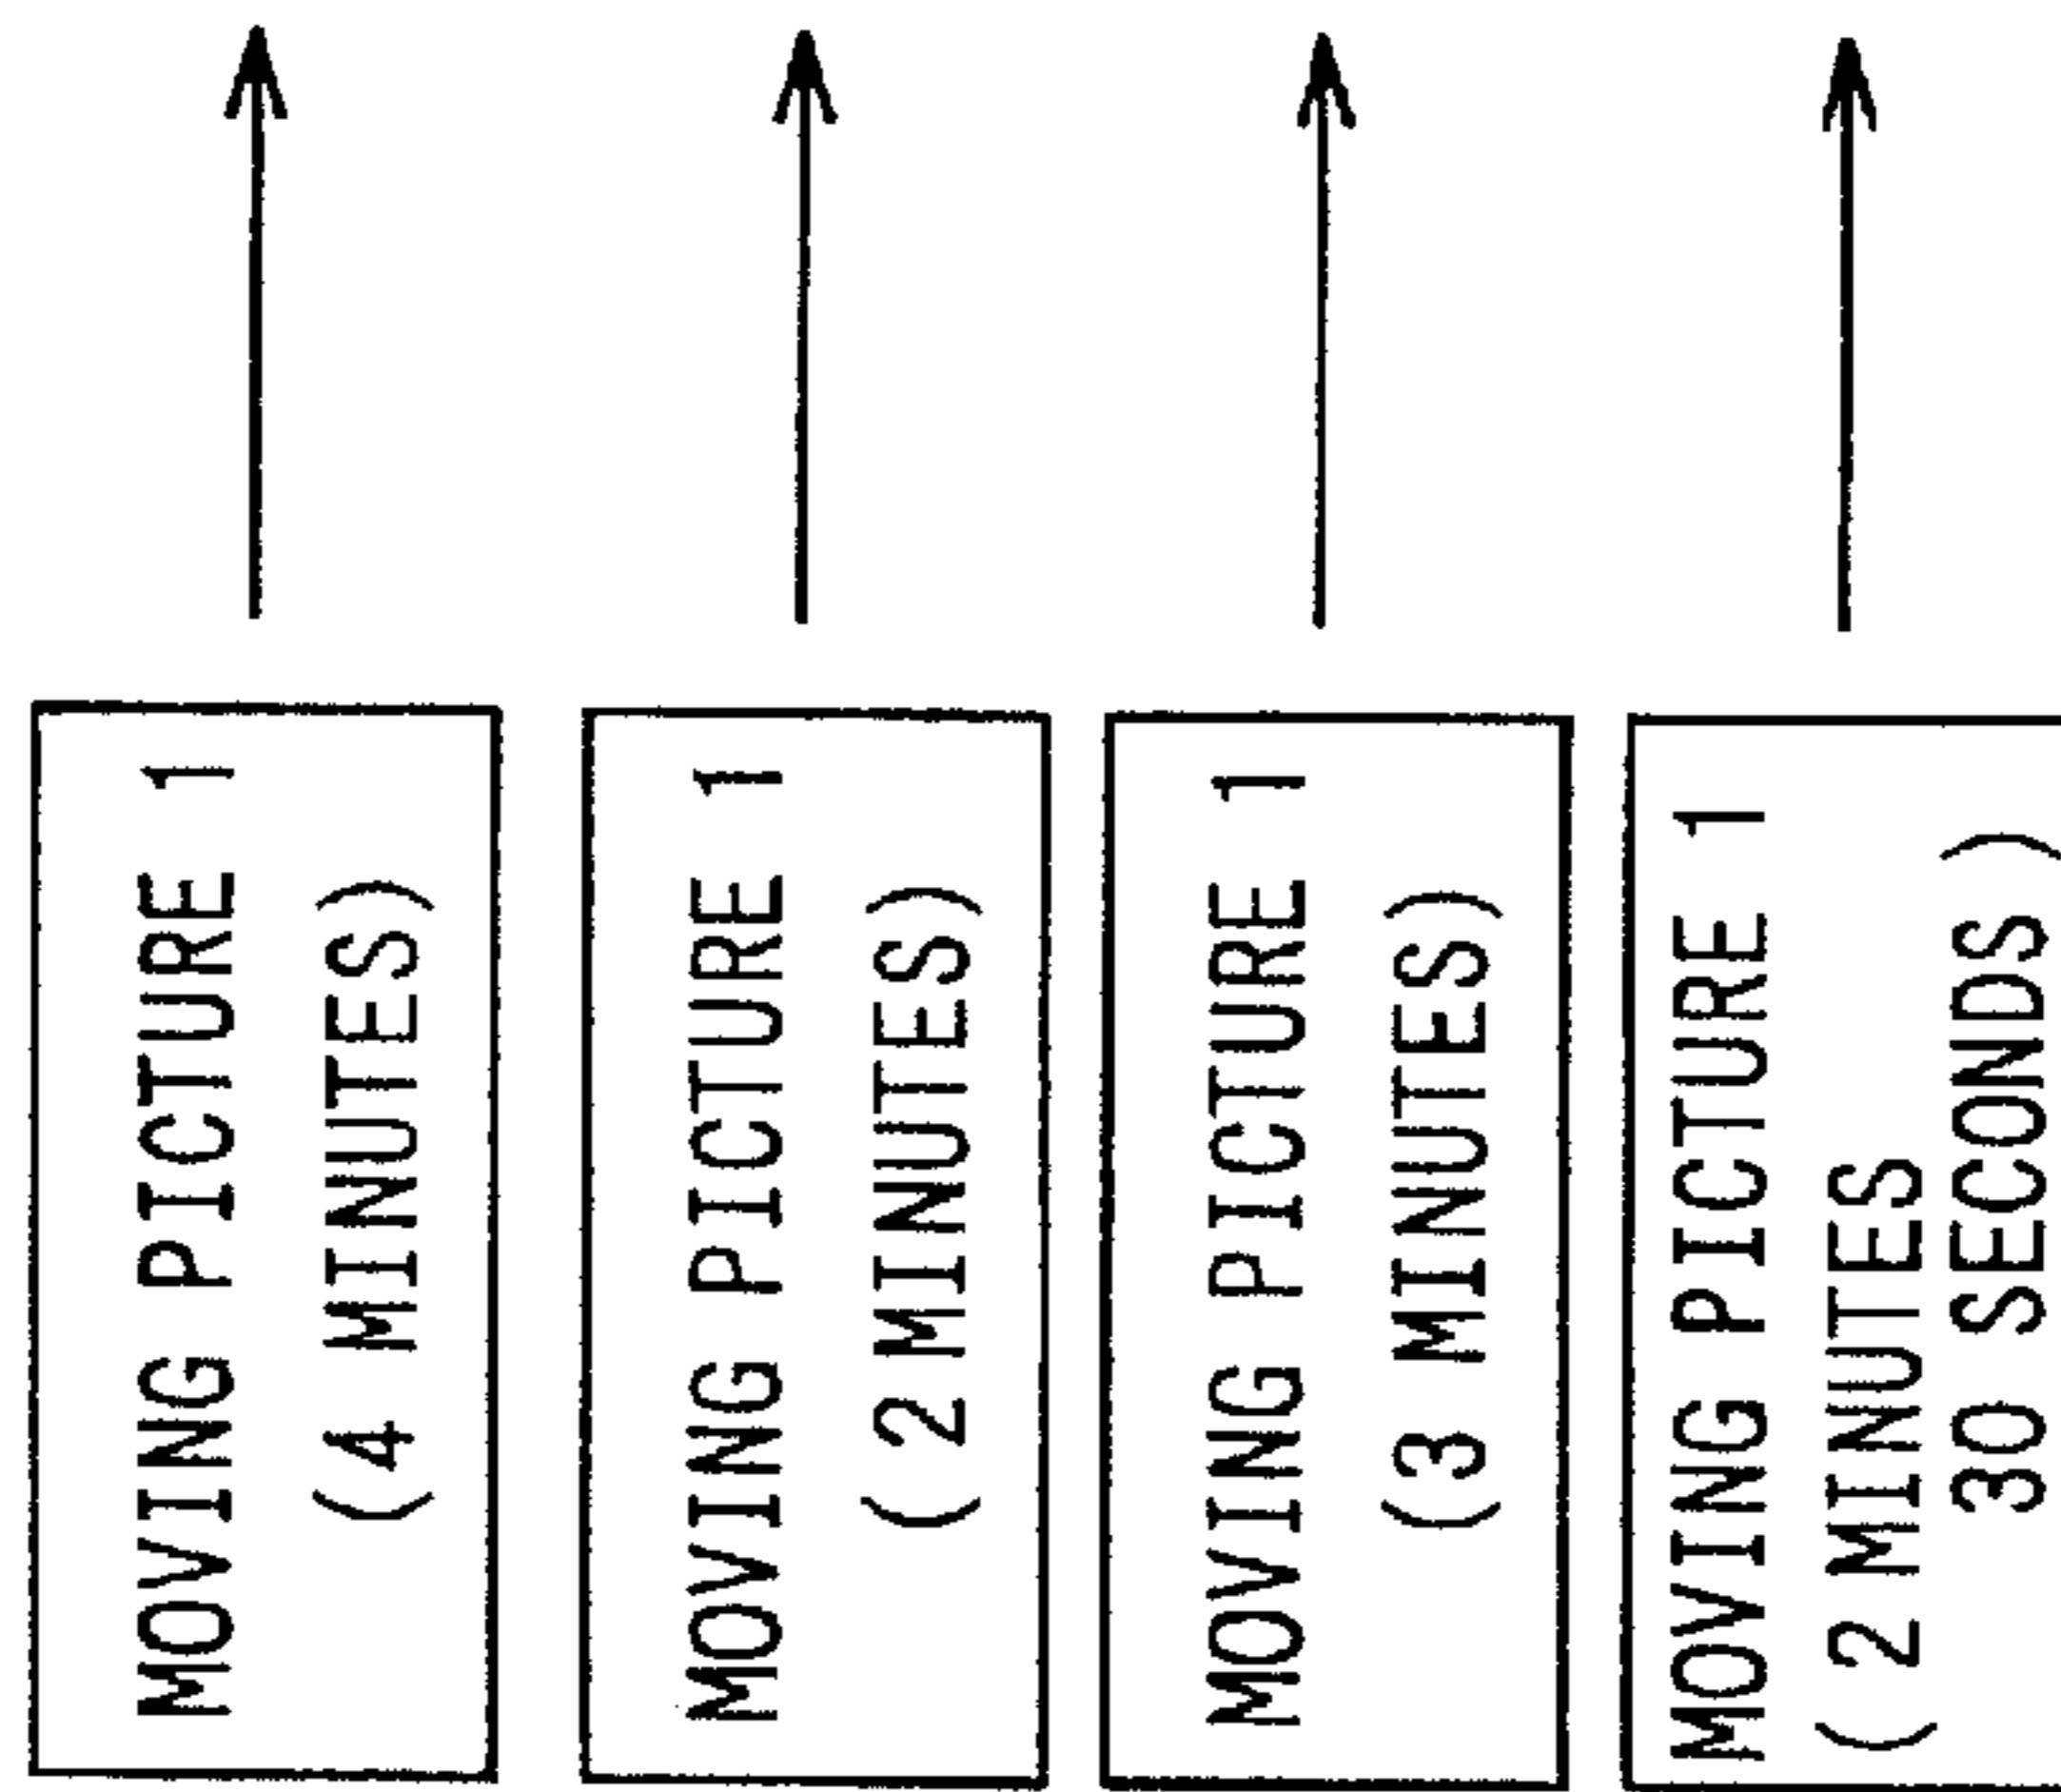 MOVING PICTURE 1
(4 MINUTES)
MOVING PICTURE 1
(2 MINUTES)
MOVING PICTURE 1
(3 MINUTES)
MOVING PICTURE 1
(2 MINUTES
30 SECONDS)